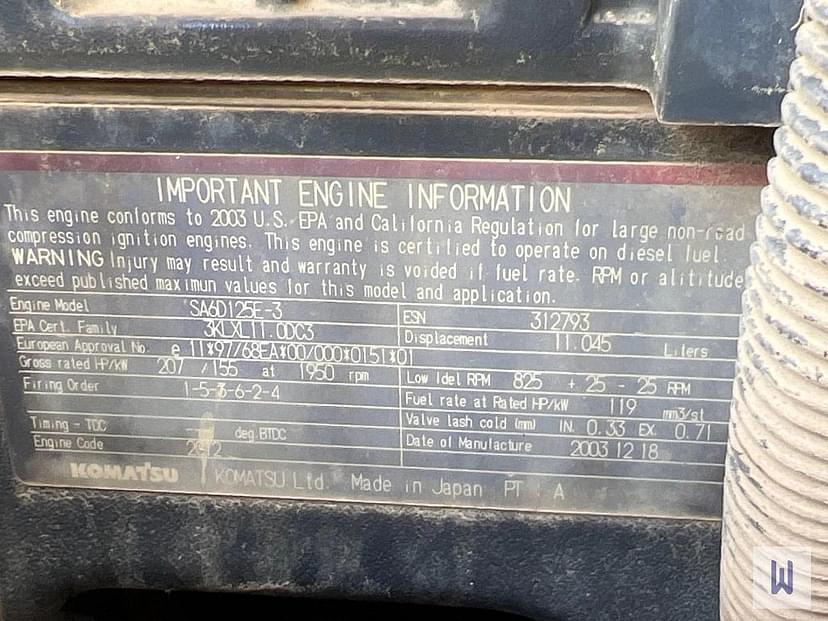 IMPORTANT ENGINE INFORMATION
This engine conforms to 2003 U.S. EPA and California Regulation for large non-road
compression ignition engines. This engine is certified to operate on diesel fuel.
WARNING Injury may result and warranty is voided if fuel rate. RPM or alititude
exceed published maximun values for this model and application.
Engine Model SA6D125E-3 ESN 312793
EPA Cert. Family 3KLXL11.0DC3 Displacement 11.045 Liters
European Approval No. e 11*97/68EA*00/000*0151*01
Gross rated HP/kW 207 / 155 at 1950 rpm Low Idel RPM 825 + 25 - 25 RPM
Firing Order 1-5-3-6-2-4 Fuel rate at Rated HP/kW 119 mm3/st
Timing - TDC deg.BTDC Valve lash cold (mm) IN. 0.33 EX. 0.71
Engine Code Date of Manufacture 2003 12 18
KOMATSU KOMATSU Ltd. Made in Japan PT A
W